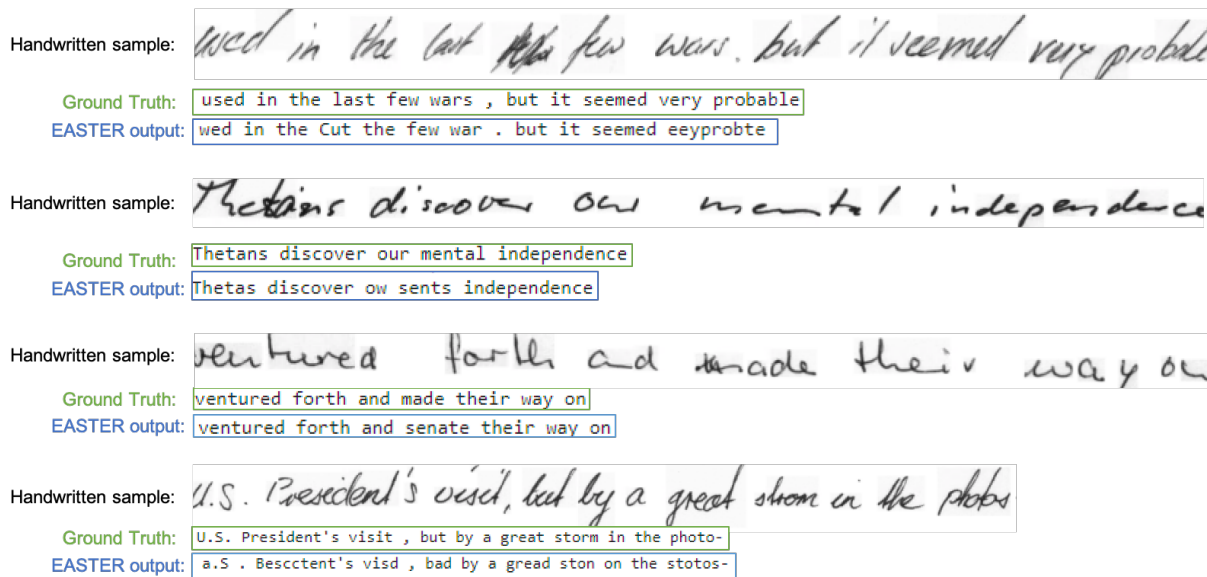 Handwritten sample: used in the last few wars. but it seemed very probable
Ground Truth: used in the last few wars , but it seemed very probable
EASTER output: wed in the Cut the few war . but it seemed eeyprobte
Handwritten sample: Thetans discover our mental independence
Ground Truth: Thetans discover our mental independence
EASTER output: Thetas discover ow sents independence
Handwritten sample: ventured forth and made their way on
Ground Truth: ventured forth and made their way on
EASTER output: ventured forth and senate their way on
Handwritten sample: U.S. President's visit, but by a great strom in the photos
Ground Truth: U.S. President's visit , but by a great storm in the photo-
EASTER output: a.S . Bescctent's visd , bad by a gread ston on the stotos-